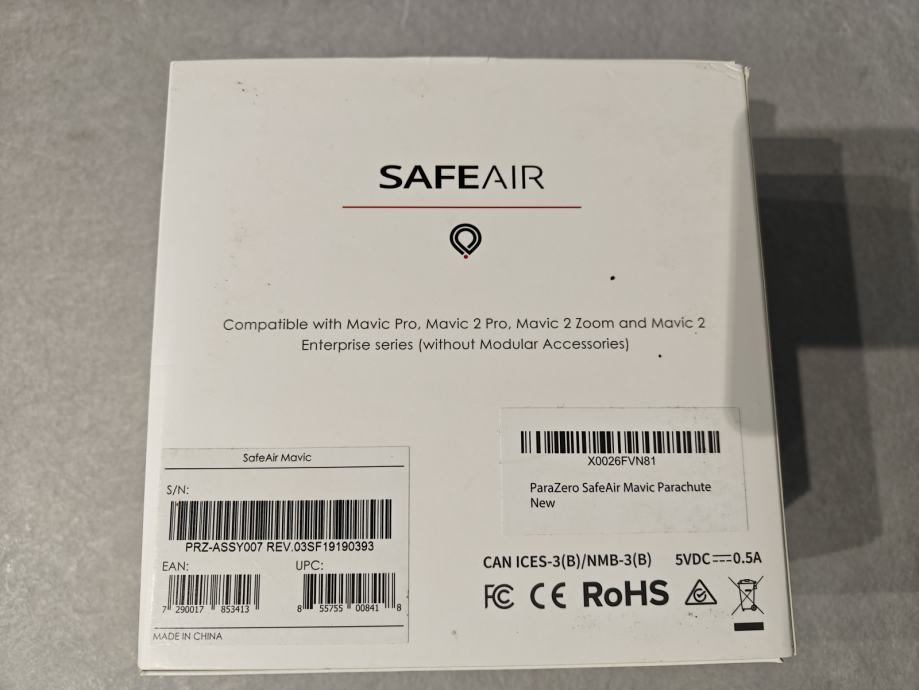 SAFEAIR
Compatible with Mavic Pro, Mavic 2 Pro, Mavic 2 Zoom and Mavic 2
Enterprise series (without Modular Accessories)
X0026FVN81
ParaZero SafeAir Mavic Parachute
New
SafeAir Mavic
S/N:
PRZ-ASSY007 REV.03SF19190393
EAN: UPC:
7 290017 853413 8 55755 00841 8
MADE IN CHINA
CAN ICES-3(B)/NMB-3(B) 5VDC⎓0.5A
FC CE RoHS